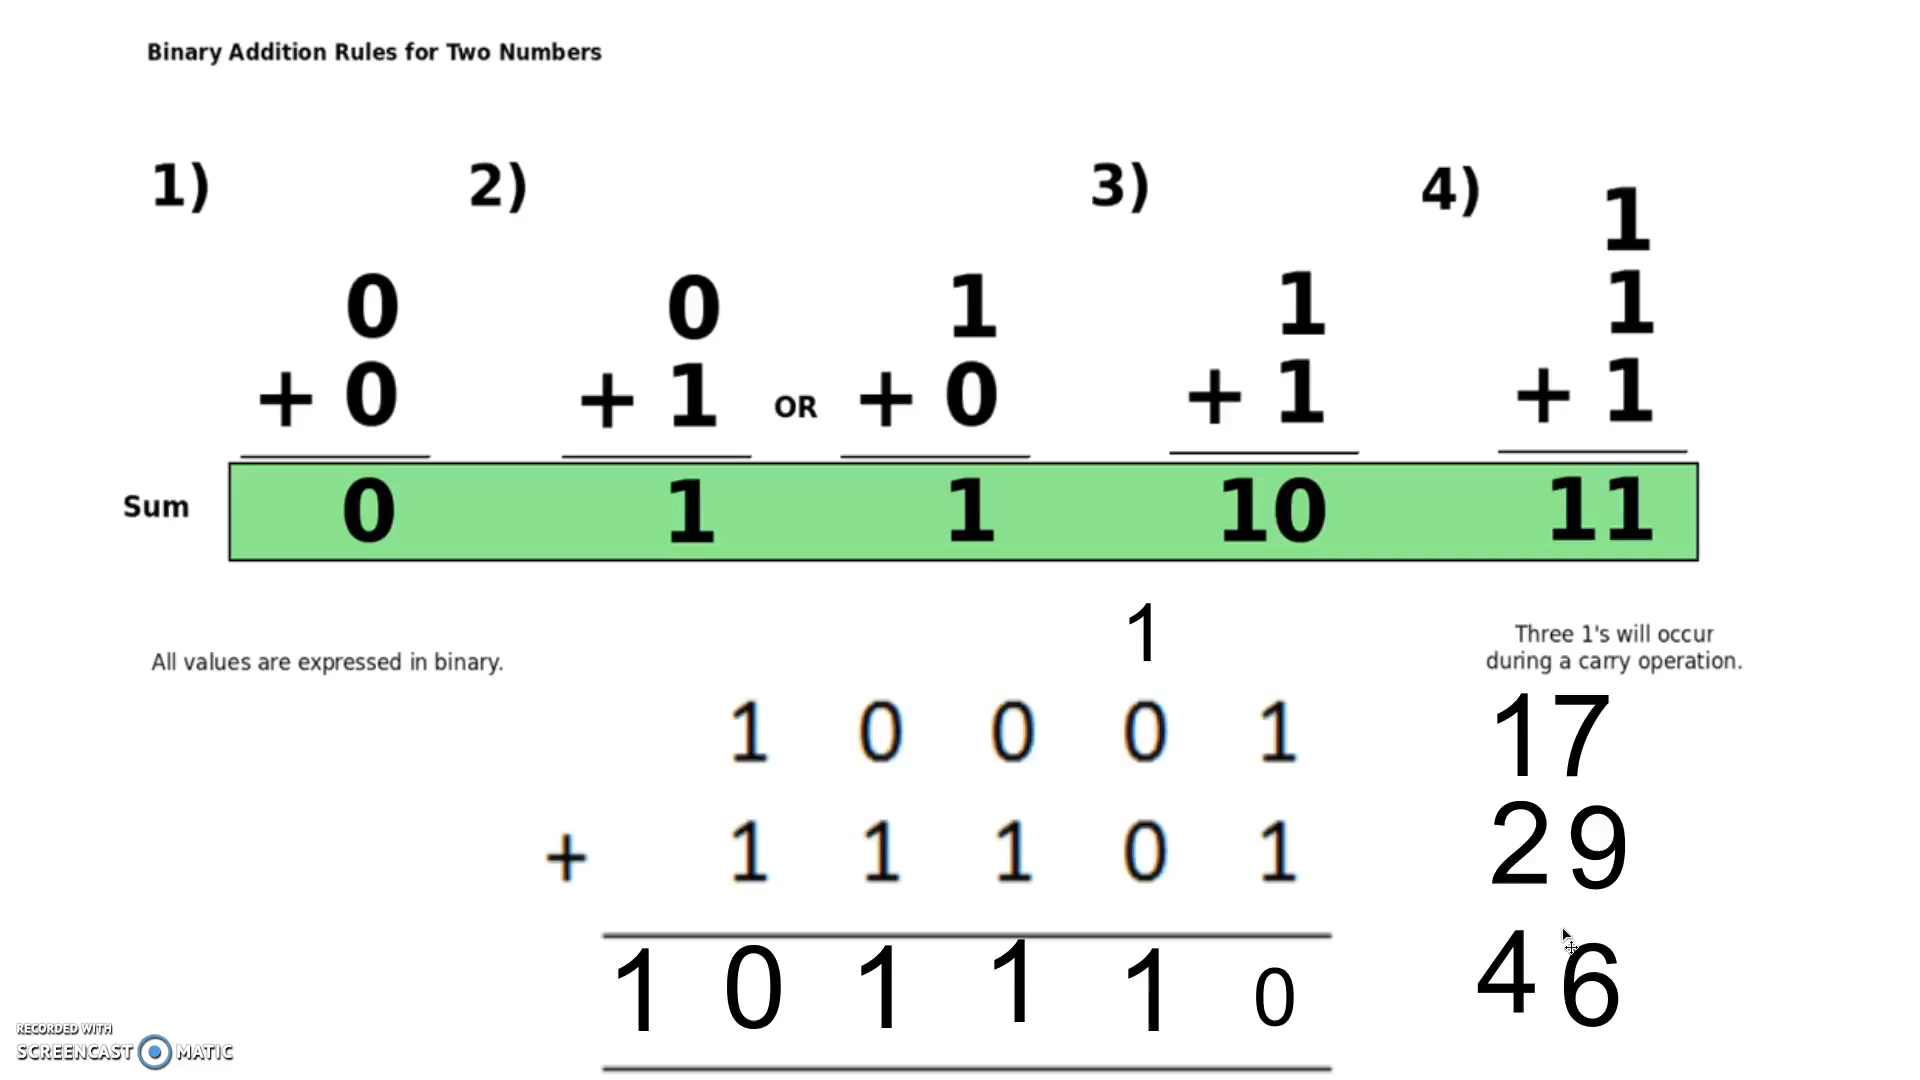 Binary Addition Rules for Two Numbers
1) 2) 3) 4) 1
0 0 1 1 1
+ 0 + 1 OR + 0 + 1 + 1
Sum 0 1 1 10 11
1
Three 1's will occur
All values are expressed in binary.
during a carry operation.
1 0 0 0 1 17
+ 1 1 1 0 1 29
1 0 1 1 1 0 46
RECORDED WITH
SCREENCAST MATIC